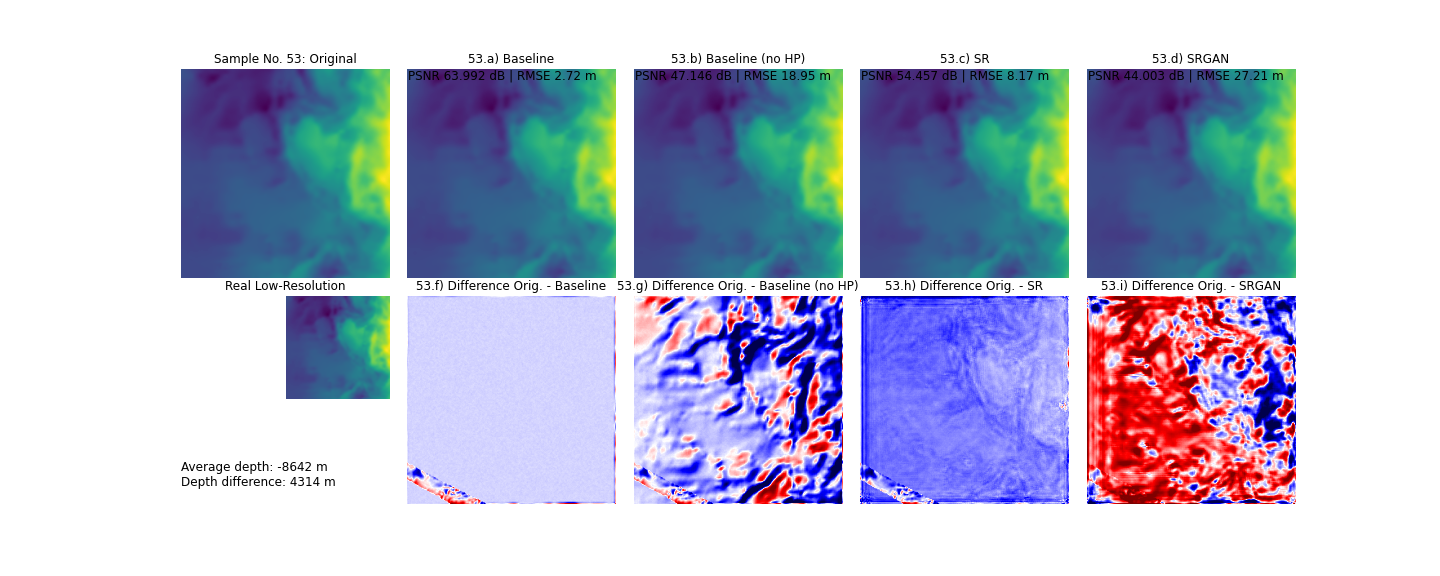 Sample No. 53: Original
53.a) Baseline
53.b) Baseline (no HP)
53.c) SR
53.d) SRGAN
PSNR 63.992 dB | RMSE 2.72 m
PSNR 47.146 dB | RMSE 18.95 m
PSNR 54.457 dB | RMSE 8.17 m
PSNR 44.003 dB | RMSE 27.21 m
Real Low-Resolution
53.f) Difference Orig. - Baseline
53.g) Difference Orig. - Baseline (no HP)
53.h) Difference Orig. - SR
53.i) Difference Orig. - SRGAN
Average depth: -8642 m
Depth difference: 4314 m